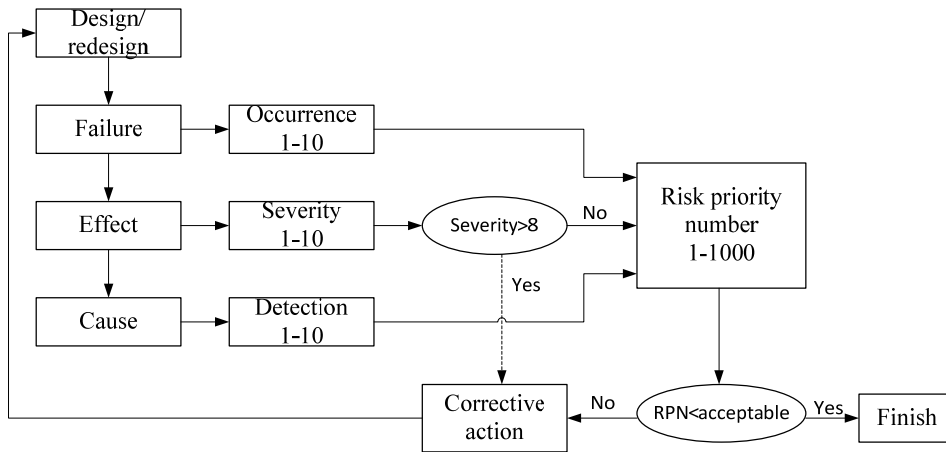 Design/
redesign
Failure
Occurrence
1-10
Effect
Severity
1-10
Severity>8
No
Risk priority
number
1-1000
Yes
Cause
Detection
1-10
Corrective
action
No
RPN<acceptable
Yes
Finish